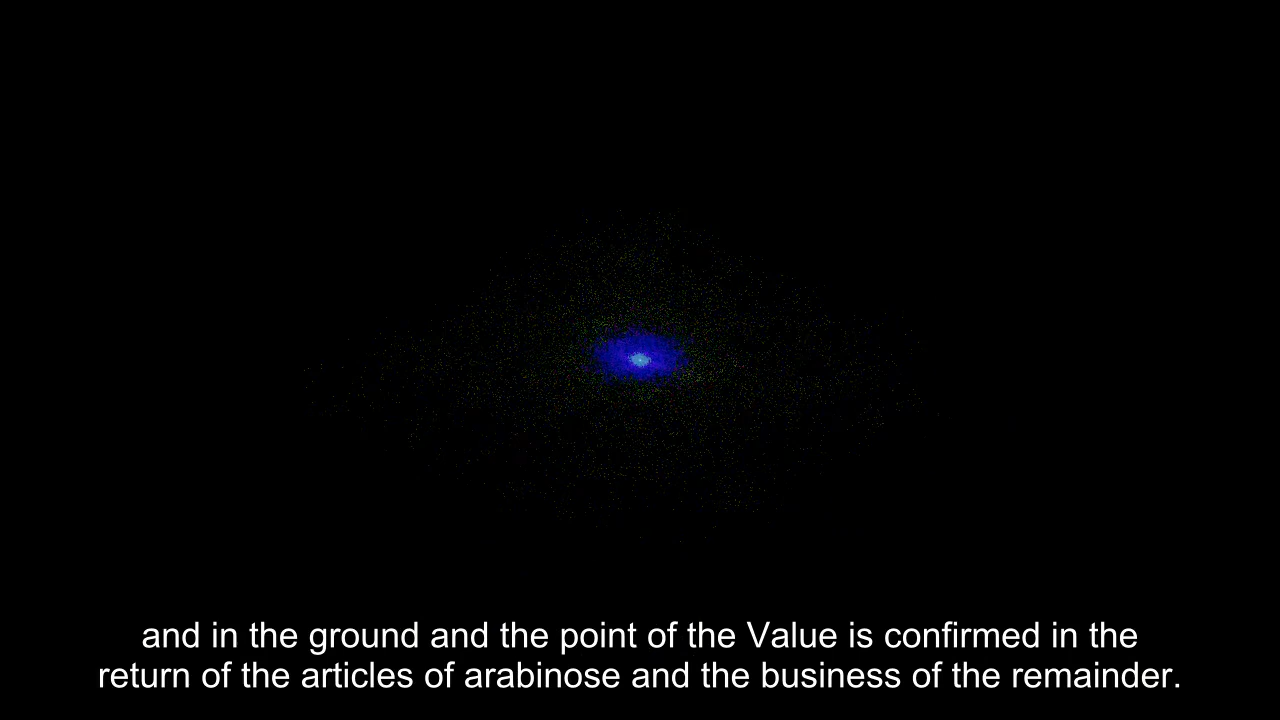 and in the ground and the point of the Value is confirmed in the
return of the articles of arabinose and the business of the remainder.